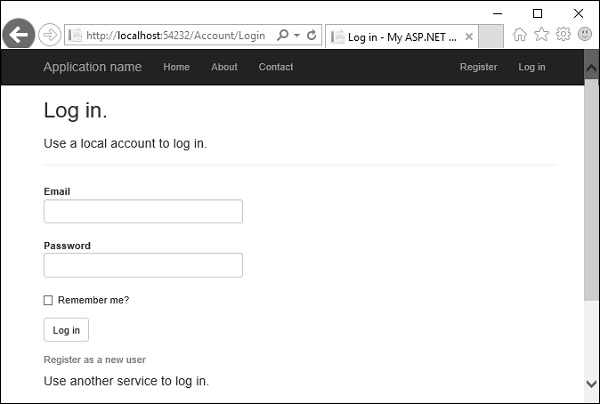 http://localhost:54232/Account/Login
Log in - My ASP.NET ...
Application name Home About Contact Register Log in
Log in.
Use a local account to log in.
Email
Password
Remember me?
Log in
Register as a new user
Use another service to log in.